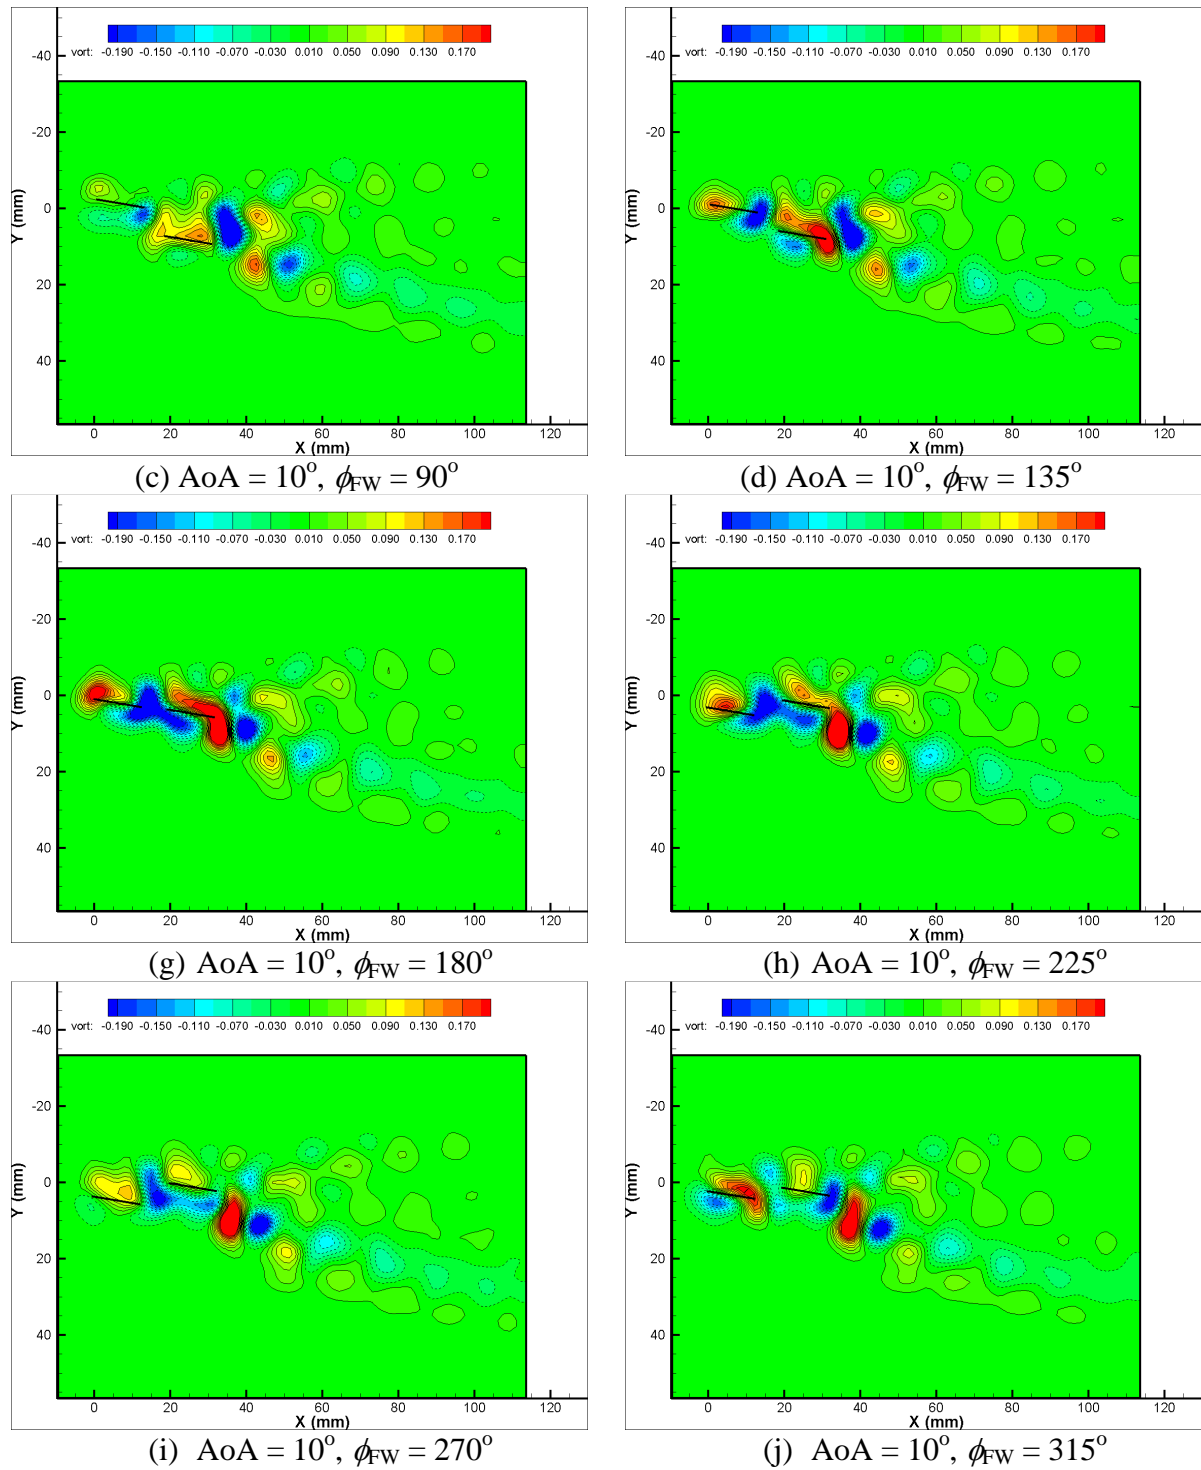 vort: -0.190 -0.150 -0.110 -0.070 -0.030 0.010 0.050 0.090 0.130 0.170
-40
-20
0
20
40
Y (mm)
0 20 40 60 80 100 120
X (mm)
(c) AoA = 10°, ϕFW = 90°
vort: -0.190 -0.150 -0.110 -0.070 -0.030 0.010 0.050 0.090 0.130 0.170
-40
-20
0
20
40
Y (mm)
0 20 40 60 80 100 120
X (mm)
(d) AoA = 10°, ϕFW = 135°
vort: -0.190 -0.150 -0.110 -0.070 -0.030 0.010 0.050 0.090 0.130 0.170
-40
-20
0
20
40
Y (mm)
0 20 40 60 80 100 120
X (mm)
(g) AoA = 10°, ϕFW = 180°
vort: -0.190 -0.150 -0.110 -0.070 -0.030 0.010 0.050 0.090 0.130 0.170
-40
-20
0
20
40
Y (mm)
0 20 40 60 80 100 120
X (mm)
(h) AoA = 10°, ϕFW = 225°
vort: -0.190 -0.150 -0.110 -0.070 -0.030 0.010 0.050 0.090 0.130 0.170
-40
-20
0
20
40
Y (mm)
0 20 40 60 80 100 120
X (mm)
(i) AoA = 10°, ϕFW = 270°
vort: -0.190 -0.150 -0.110 -0.070 -0.030 0.010 0.050 0.090 0.130 0.170
-40
-20
0
20
40
Y (mm)
0 20 40 60 80 100 120
X (mm)
(j) AoA = 10°, ϕFW = 315°